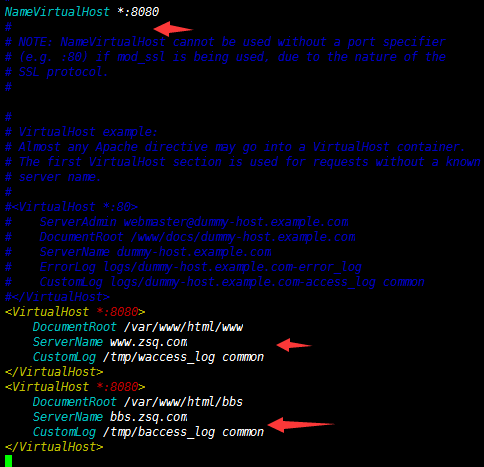 NameVirtualHost *:8080
#
# NOTE: NameVirtualHost cannot be used without a port specifier
# (e.g. :80) if mod_ssl is being used, due to the nature of the
# SSL protocol.
#
#
# VirtualHost example:
# Almost any Apache directive may go into a VirtualHost container.
# The first VirtualHost section is used for requests without a known
# server name.
#
#<VirtualHost *:80>
#    ServerAdmin webmaster@dummy-host.example.com
#    DocumentRoot /www/docs/dummy-host.example.com
#    ServerName dummy-host.example.com
#    ErrorLog logs/dummy-host.example.com-error_log
#    CustomLog logs/dummy-host.example.com-access_log common
#</VirtualHost>
<VirtualHost *:8080>
    DocumentRoot /var/www/html/www
    ServerName www.zsq.com
    CustomLog /tmp/waccess_log common
</VirtualHost>
<VirtualHost *:8080>
    DocumentRoot /var/www/html/bbs
    ServerName bbs.zsq.com
    CustomLog /tmp/baccess_log common
</VirtualHost>